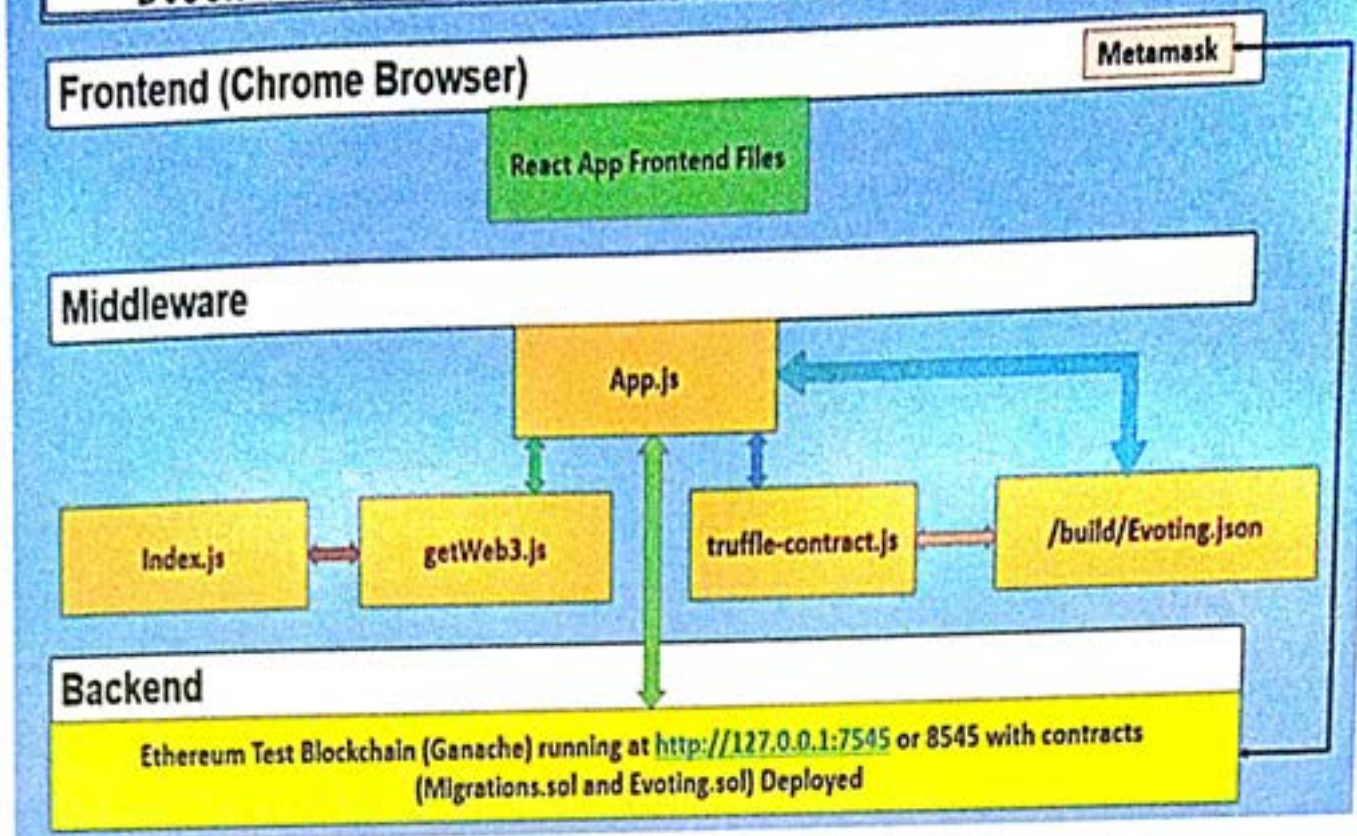 Frontend (Chrome Browser)
Metamask
React App Frontend Files
Middleware
App.js
Index.js
getWeb3.js
truffle-contract.js
/build/Evoting.json
Backend
Ethereum Test Blockchain (Ganache) running at http://127.0.0.1:7545 or 8545 with contracts
(Migrations.sol and Evoting.sol) Deployed